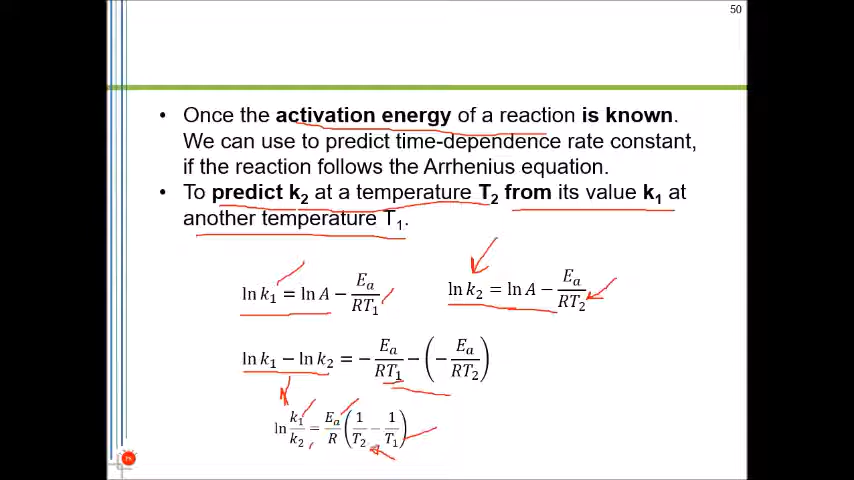 50
• Once the activation energy of a reaction is known.
We can use to predict time-dependence rate constant,
if the reaction follows the Arrhenius equation.
• To predict k₂ at a temperature T₂ from its value k₁ at
another temperature T₁.
ln k₁ = ln A − Eₐ/RT₁
ln k₂ = ln A − Eₐ/RT₂
ln k₁ − ln k₂ = − Eₐ/RT₁ − (− Eₐ/RT₂)
ln k₁/k₂ = Eₐ/R (1/T₂ − 1/T₁)